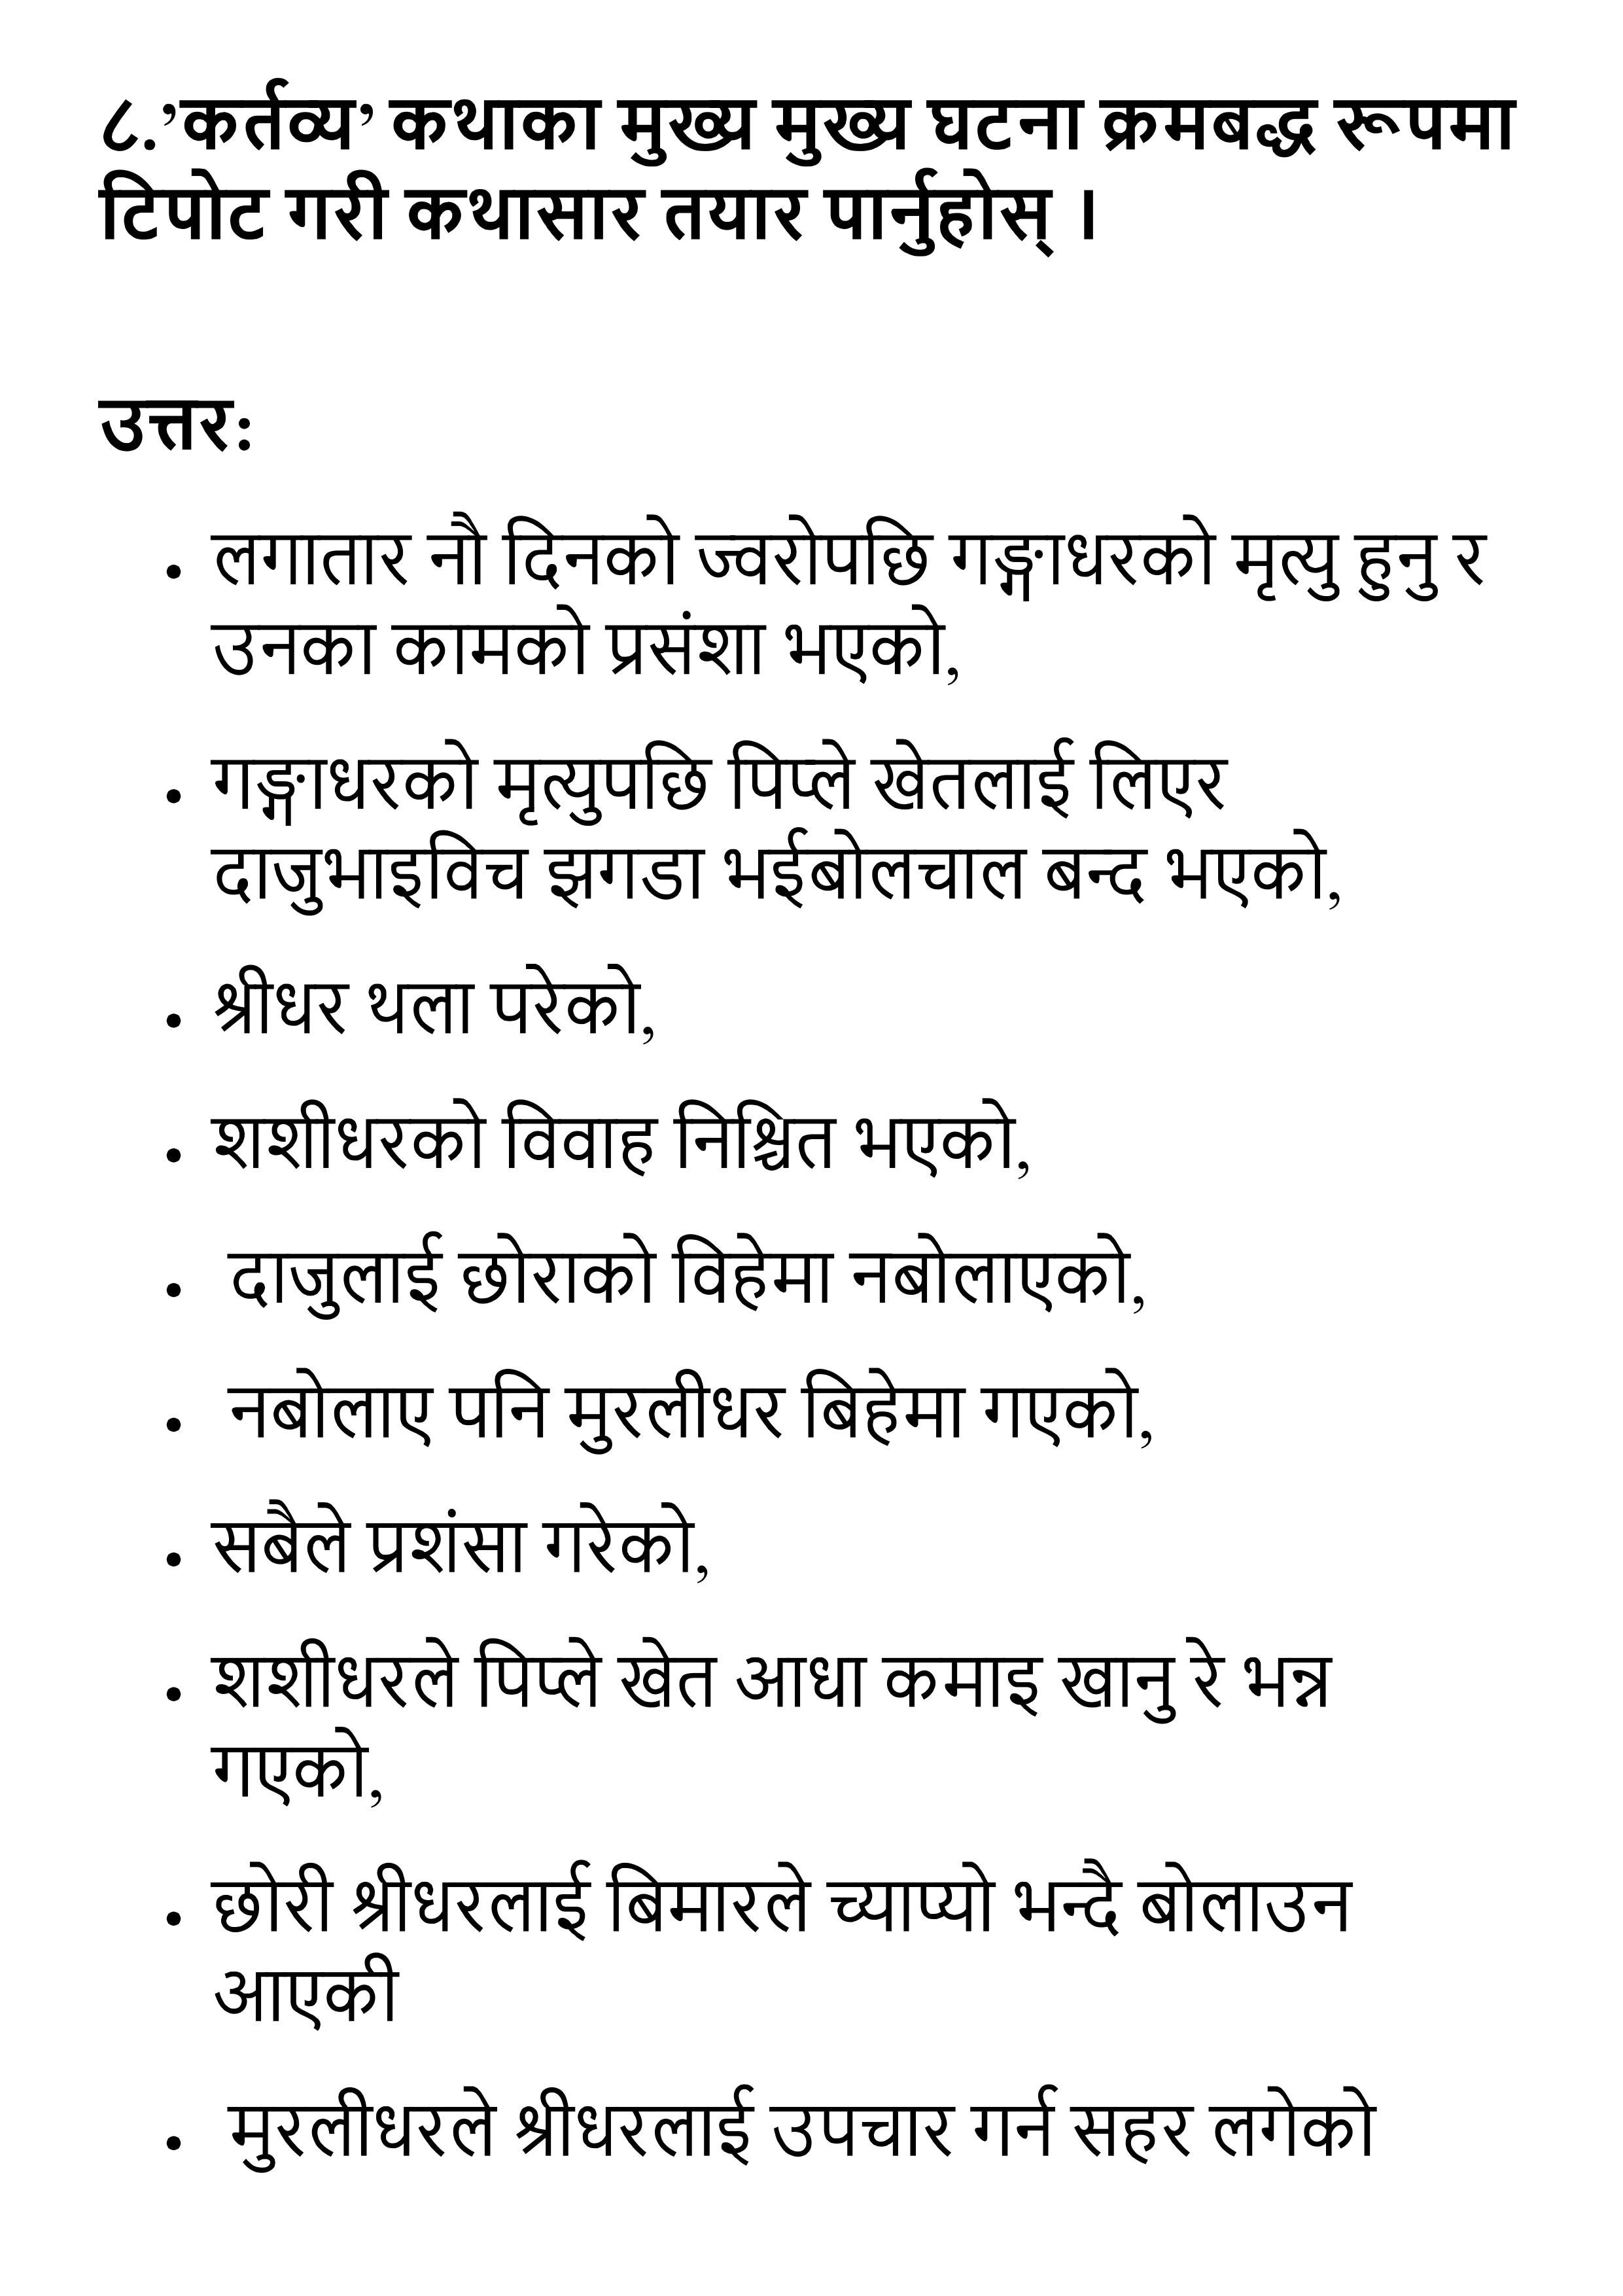 ८.’कर्तव्य’ कथाका मुख्य मुख्य घटना क्रमबद्ध रूपमा
टिपोट गरी कथासार तयार पार्नुहोस् ।
उत्तरः
• लगातार नौ दिनको ज्वरोपछि गङ्गाधरको मृत्यु हुनु र
उनका कामको प्रसंशा भएको,
• गङ्गाधरको मृत्युपछि पिप्ले खेतलाई लिएर
दाजुभाइविच झगडा भईबोलचाल बन्द भएको,
• श्रीधर थला परेको,
• शशीधरको विवाह निश्चित भएको,
• दाजुलाई छोराको विहेमा नबोलाएको,
• नबोलाए पनि मुरलीधर बिहेमा गएको,
• सबैले प्रशंसा गरेको,
• शशीधरले पिप्ले खेत आधा कमाइ खानु रे भन्न
गएको,
• छोरी श्रीधरलाई बिमारले च्याप्यो भन्दै बोलाउन
आएकी
• मुरलीधरले श्रीधरलाई उपचार गर्न सहर लगेको